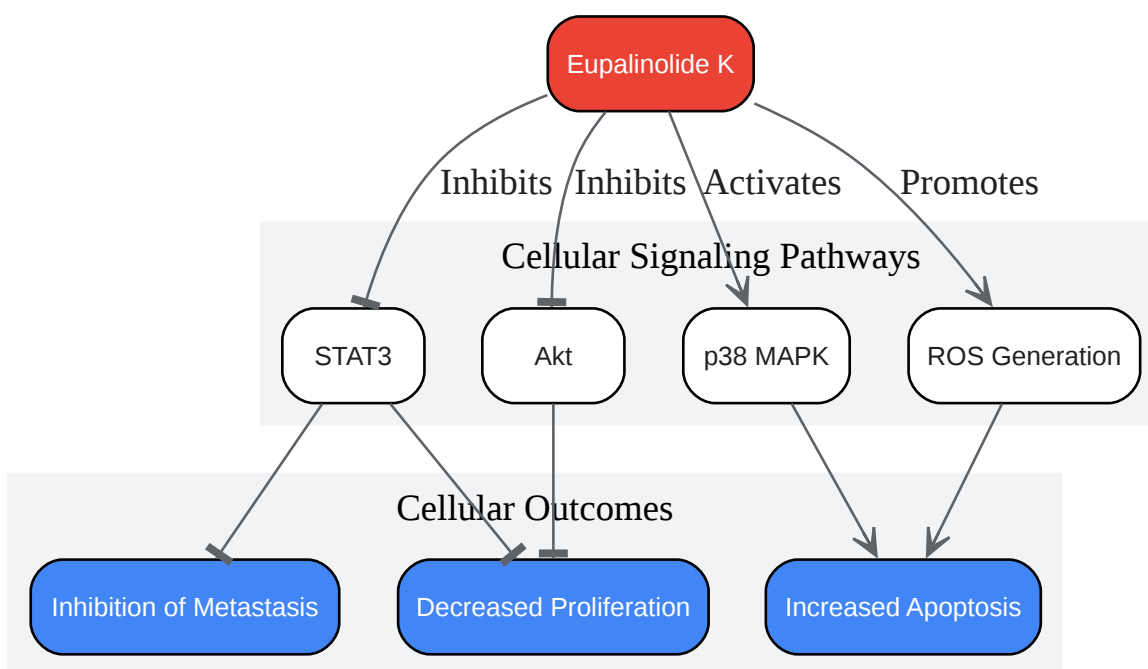 Eupalinolide K
Inhibits
Inhibits
Activates
Promotes
Cellular Signaling Pathways
STAT3
Akt
p38 MAPK
ROS Generation
Cellular Outcomes
Inhibition of Metastasis
Decreased Proliferation
Increased Apoptosis